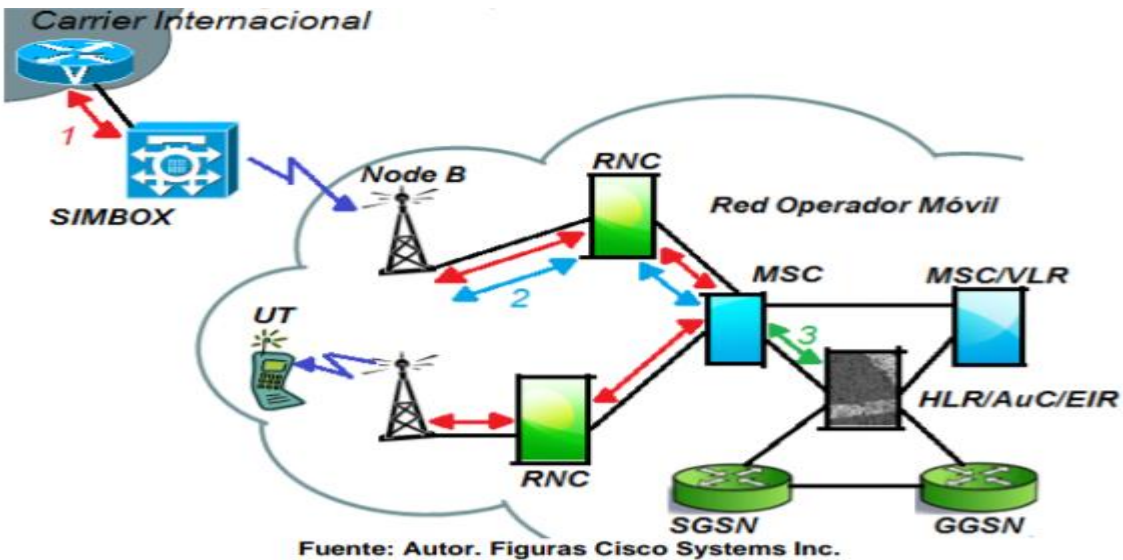 Carrier Internacional
V
1
SIMBOX
Node B
RNC
Red Operador Móvil
2
MSC
MSC/VLR
UT
3
HLR/AuC/EIR
RNC
SGSN
GGSN
Fuente: Autor. Figuras Cisco Systems Inc.